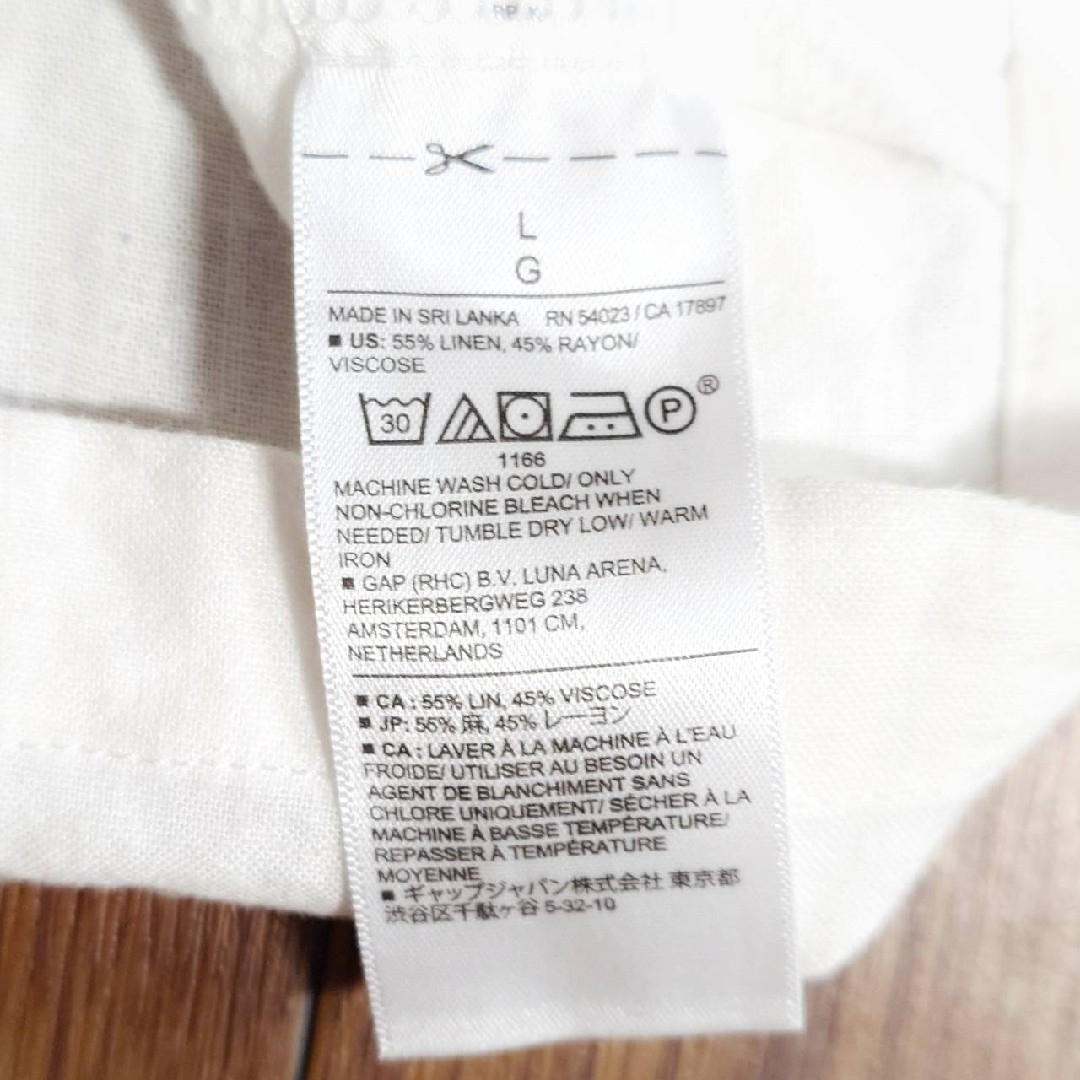 L
G
MADE IN SRI LANKA RN 54023 / CA 17897
■ US: 55% LINEN, 45% RAYON/
VISCOSE
30 P ®
1166
MACHINE WASH COLD/ ONLY
NON-CHLORINE BLEACH WHEN
NEEDED/ TUMBLE DRY LOW/ WARM
IRON
■ GAP (RHC) B.V. LUNA ARENA,
HERIKERBERGWEG 238
AMSTERDAM, 1101 CM,
NETHERLANDS
■ CA : 55% LIN, 45% VISCOSE
■ JP: 55% 麻, 45% レーヨン
■ CA : LAVER À LA MACHINE À L'EAU
FROIDE/ UTILISER AU BESOIN UN
AGENT DE BLANCHIMENT SANS
CHLORE UNIQUEMENT/ SÉCHER À LA
MACHINE À BASSE TEMPÉRATURE/
REPASSER À TEMPÉRATURE
MOYENNE
■ ギャップジャパン株式会社 東京都
渋谷区千駄ヶ谷 5-32-10